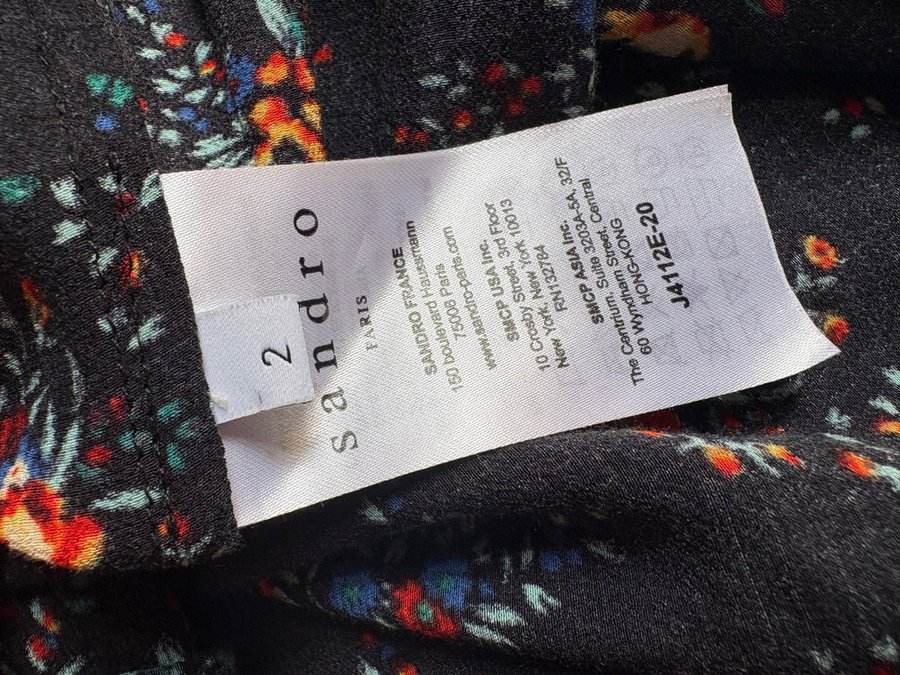 2
sandro
PARIS
SANDRO FRANCE
150 boulevard Haussmann
75008 Paris
www.sandro-paris.com
SMCP USA Inc.
10 Crosby Street, 3rd Floor
New York, New York 10013
RN132784
SMCP ASIA Inc.
The Centrium, Suite 3203A-5A, 32/F
60 Wyndham Street, Central
HONG-KONG
J4112E-20